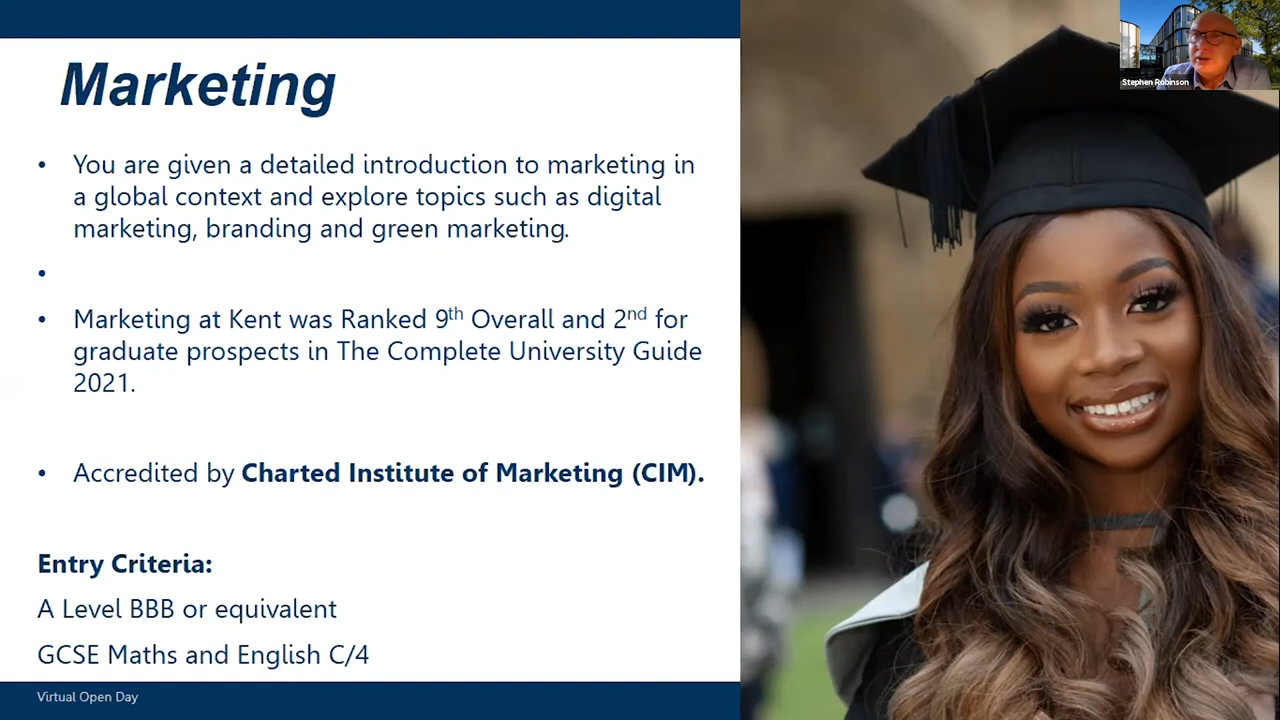 Marketing
• You are given a detailed introduction to marketing in
a global context and explore topics such as digital
marketing, branding and green marketing.
•
• Marketing at Kent was Ranked 9th Overall and 2nd for
graduate prospects in The Complete University Guide
2021.
• Accredited by Charted Institute of Marketing (CIM).
Entry Criteria:
A Level BBB or equivalent
GCSE Maths and English C/4
Virtual Open Day
Stephen Robinson